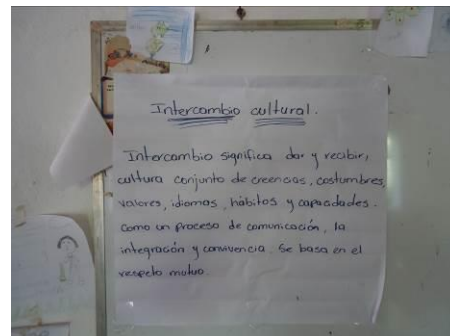 Intercambio cultural.
Intercambio significa dar y recibir,
cultura conjunto de creencias, costumbres,
valores, idiomas, hábitos y capacidades.
como un proceso de comunicación, la
integración y convivencia. Se basa en el
respeto mutuo.